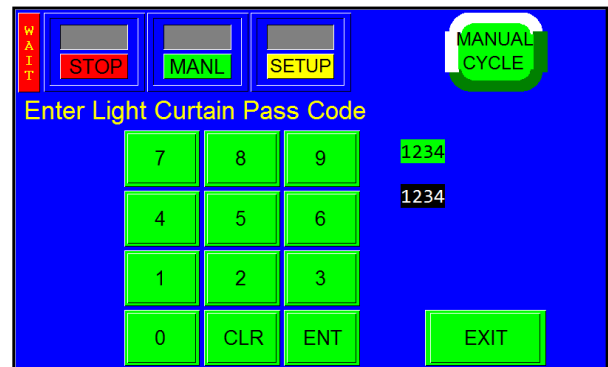 WAIT
STOP
MANL
SETUP
MANUAL
CYCLE
Enter Light Curtain Pass Code
7 8 9 1234
1234
4 5 6
1 2 3
0 CLR ENT EXIT